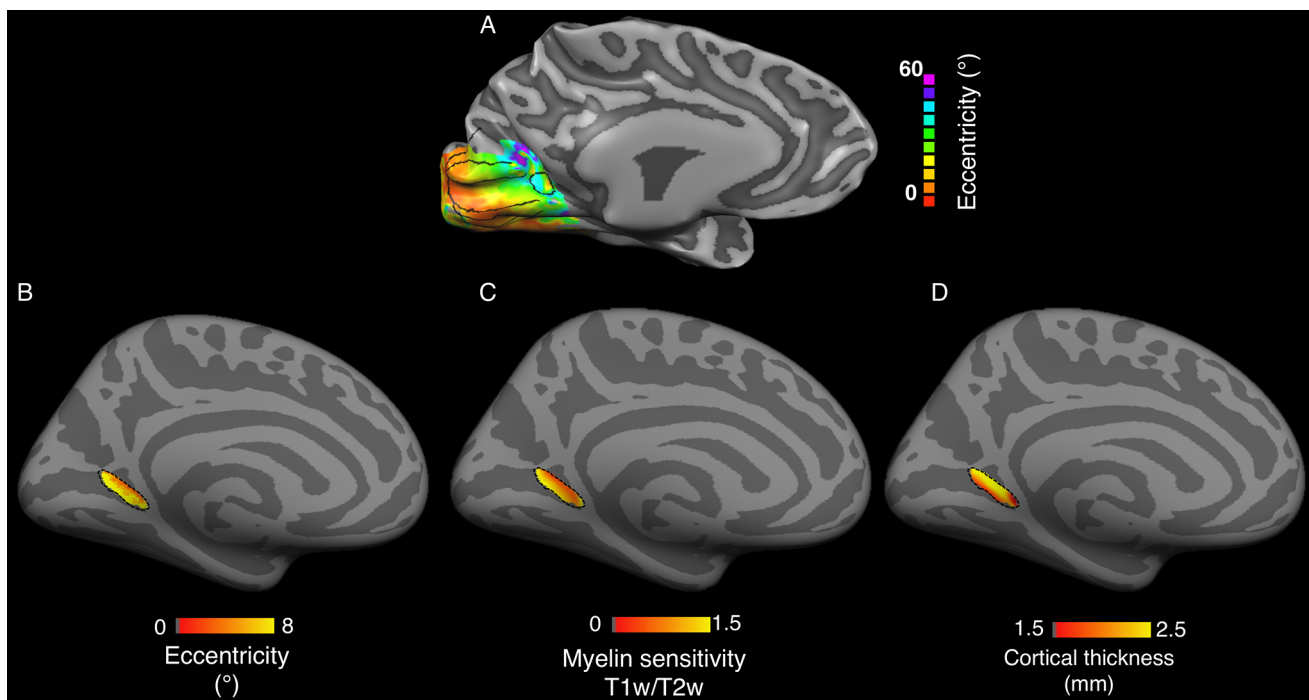 A
60
0
Eccentricity (°)
B
C
D
0
8
Eccentricity
(°)
0
1.5
Myelin sensitivity
T1w/T2w
1.5
2.5
Cortical thickness
(mm)